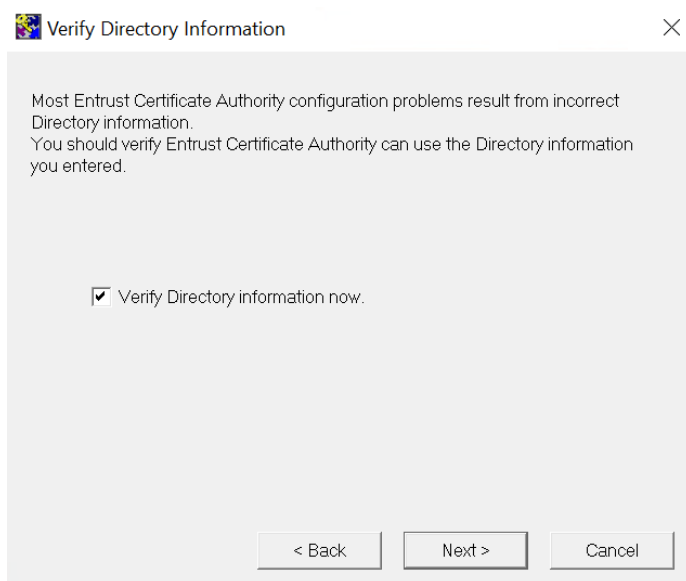 Verify Directory Information
Most Entrust Certificate Authority configuration problems result from incorrect
Directory information.
You should verify Entrust Certificate Authority can use the Directory information
you entered.
Verify Directory information now.
< Back
Next >
Cancel